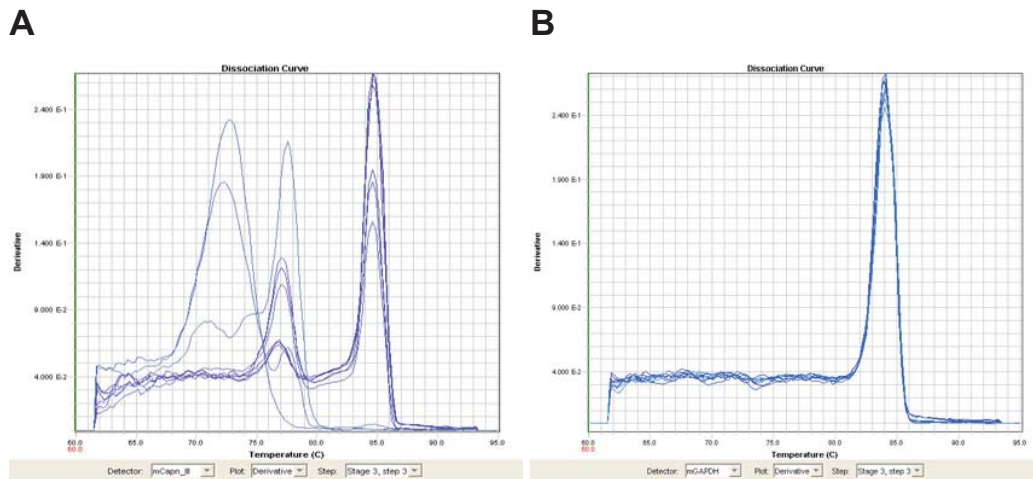 A
B
Dissociation Curve
Derivative
2.400 E-1
1.900 E-1
1.400 E-1
9.000 E-2
4.000 E-2
60.0 65.0 70.0 75.0 80.0 85.0 90.0 95.0
60.0
Temperature (C)
Detector: mCapn_III Plot: Derivative Step: Stage 3, step 3
Dissociation Curve
Derivative
2.400 E-1
1.900 E-1
1.400 E-1
9.000 E-2
4.000 E-2
60.0 65.0 70.0 75.0 80.0 85.0 90.0 95.0
60.0
Temperature (C)
Detector: mGAPDH Plot: Derivative Step: Stage 3, step 3